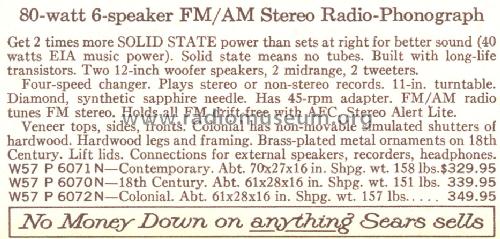 80-watt 6-speaker FM/AM Stereo Radio-Phonograph
Get 2 times more SOLID STATE power than sets at right for better sound (40
watts EIA music power). Solid state means no tubes. Built with long-life
transistors. Two 12-inch woofer speakers, 2 midrange, 2 tweeters.
Four-speed changer. Plays stereo or non-stereo records. 11-in. turntable.
Diamond, synthetic sapphire needle. Has 45-rpm adapter. FM/AM radio
tunes FM stereo. Holds all FM drift-free with AFC. Stereo Alert Lite.
www.radiomuseum.org
Veneer tops, sides, fronts. Colonial has non-movable simulated shutters of
hardwood. Hardwood legs and framing. Brass-plated metal ornaments on 18th
Century. Lift lids. Connections for external speakers, recorders, headphones.
W57 P 6071 N—Contemporary. Abt. 70x27x16 in. Shpg. wt. 158 lbs. $329.95
W57 P 6070 N—18th Century. Abt. 61x28x16 in. Shpg. wt. 151 lbs. 339.95
W57 P 6072 N—Colonial. Abt. 61x28x16 in. Shpg. wt. 157 lbs..... 349.95
No Money Down on anything Sears sells